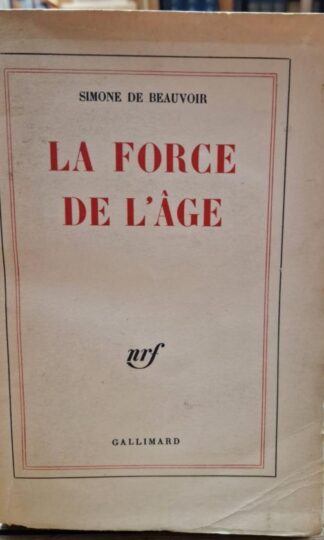 SIMONE DE BEAUVOIR
LA FORCE
DE L'ÂGE
nrf
GALLIMARD